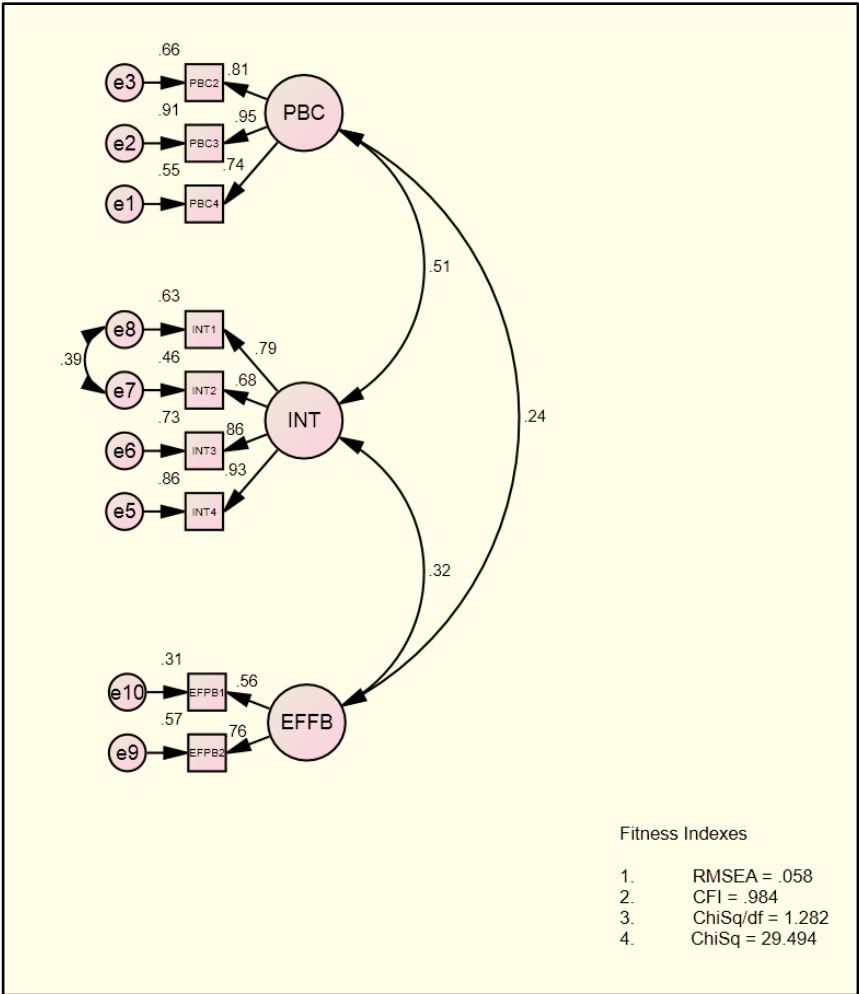 .66
e3 PBC2 .81
PBC
.91
e2 PBC3 .95
.55
e1 PBC4 .74
.51
.63
e8 INT1 .79
.39
.46
e7 INT2 .68
INT
.24
.73
e6 INT3 .86
.86
e5 INT4 .93
.32
.31
e10 EFPB1 .56
EFFB
.57
e9 EFPB2 .76
Fitness Indexes
1. RMSEA = .058
2. CFI = .984
3. ChiSq/df = 1.282
4. ChiSq = 29.494